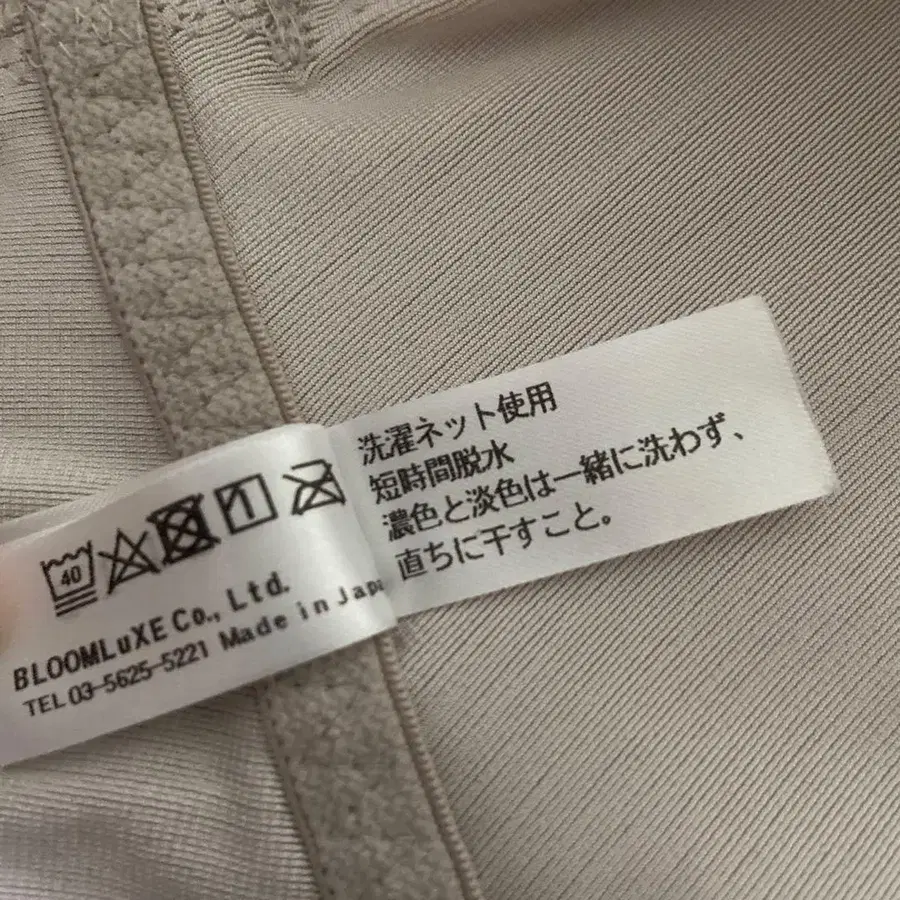 40
BLOOMLuXE Co., Ltd.
TEL 03-5625-5221 Made in Japa
洗濯ネット使用
短時間脱水
濃色と淡色は一緒に洗わず、
直ちに干すこと。